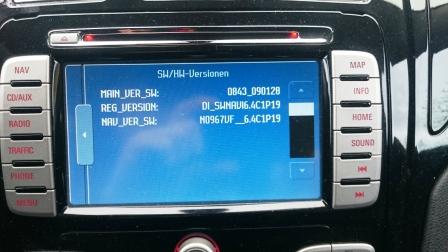 SW/HW-Versionen
MAIN_VER_SW: 0843_090128
REG_VERSION: DI_SWNAVI6.4C1P19
NAV_VER_SW: N0967VF__6.4C1P19
NAV
CD/AUX
RADIO
TRAFFIC
PHONE
MENU
MAP
INFO
HOME
SOUND